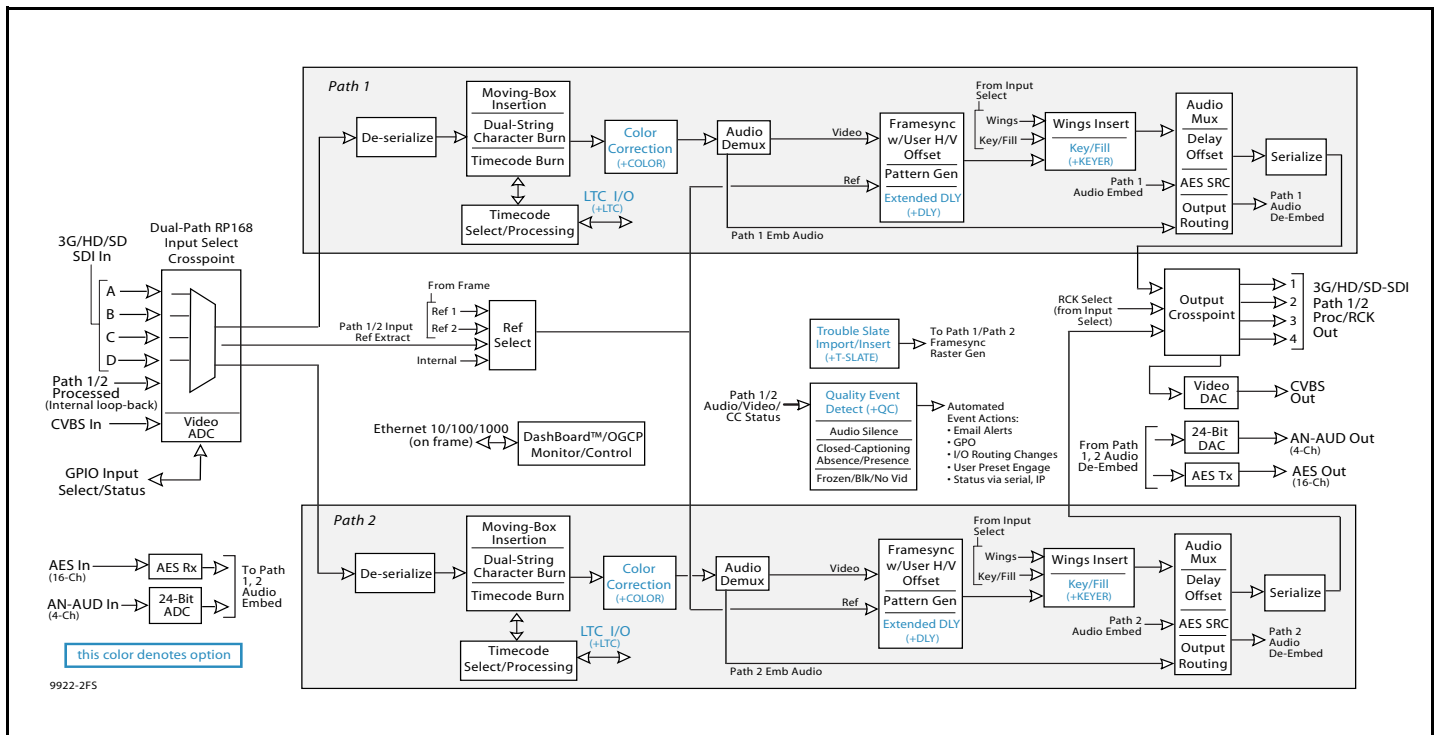 Path 1
De-serialize
Moving-Box
Insertion
Dual-String
Character Burn
Timecode Burn
Timecode
Select/Processing
LTC I/O
(+LTC)
Color
Correction
(+COLOR)
Audio
Demux
Video
Ref
Path 1 Emb Audio
Framesync
w/User H/V
Offset
Pattern Gen
Extended DLY
(+DLY)
From Input
Select
Wings
Key/Fill
Wings Insert
Key/Fill
(+KEYER)
Path 1
Audio Embed
Audio
Mux
Delay
Offset
AES SRC
Output
Routing
Path 1
Audio
De-Embed
Serialize
Dual-Path RP168
Input Select
Crosspoint
3G/HD/SD
SDI In
A
B
C
D
Path 1/2
Processed
(Internal loop-back)
CVBS In
Video
ADC
GPIO Input
Select/Status
From Frame
Ref 1
Ref 2
Path 1/2 Input
Ref Extract
Internal
Ref
Select
Ethernet 10/100/1000
(on frame)
DashBoard™/OGCP
Monitor/Control
Trouble Slate
Import/Insert
(+T-SLATE)
To Path 1/Path 2
Framesync
Raster Gen
Path 1/2
Audio/Video/
CC Status
Quality Event
Detect (+QC)
Audio Silence
Closed-Captioning
Absence/Presence
Frozen/Blk/No Vid
Automated
Event Actions:
• Email Alerts
• GPO
• I/O Routing Changes
• User Preset Engage
• Status via serial, IP
RCK Select
(from Input
Select)
Output
Crosspoint
1
2
3
4
3G/HD/SD-SDI
Path 1/2
Proc/RCK
Out
Video
DAC
CVBS
Out
From Path
1, 2 Audio
De-Embed
24-Bit
DAC
AN-AUD Out
(4-Ch)
AES Tx
AES Out
(16-Ch)
Path 2
De-serialize
Moving-Box
Insertion
Dual-String
Character Burn
Timecode Burn
Timecode
Select/Processing
LTC I/O
(+LTC)
Color
Correction
(+COLOR)
Audio
Demux
Video
Ref
Path 2 Emb Audio
Framesync
w/User H/V
Offset
Pattern Gen
Extended DLY
(+DLY)
From Input
Select
Wings
Key/Fill
Wings Insert
Key/Fill
(+KEYER)
Path 2
Audio Embed
Audio
Mux
Delay
Offset
AES SRC
Output
Routing
Path 2
Audio
De-Embed
Serialize
AES In
(16-Ch)
AES Rx
AN-AUD In
(4-Ch)
24-Bit
ADC
To Path
1, 2
Audio
Embed
this color denotes option
9922-2FS